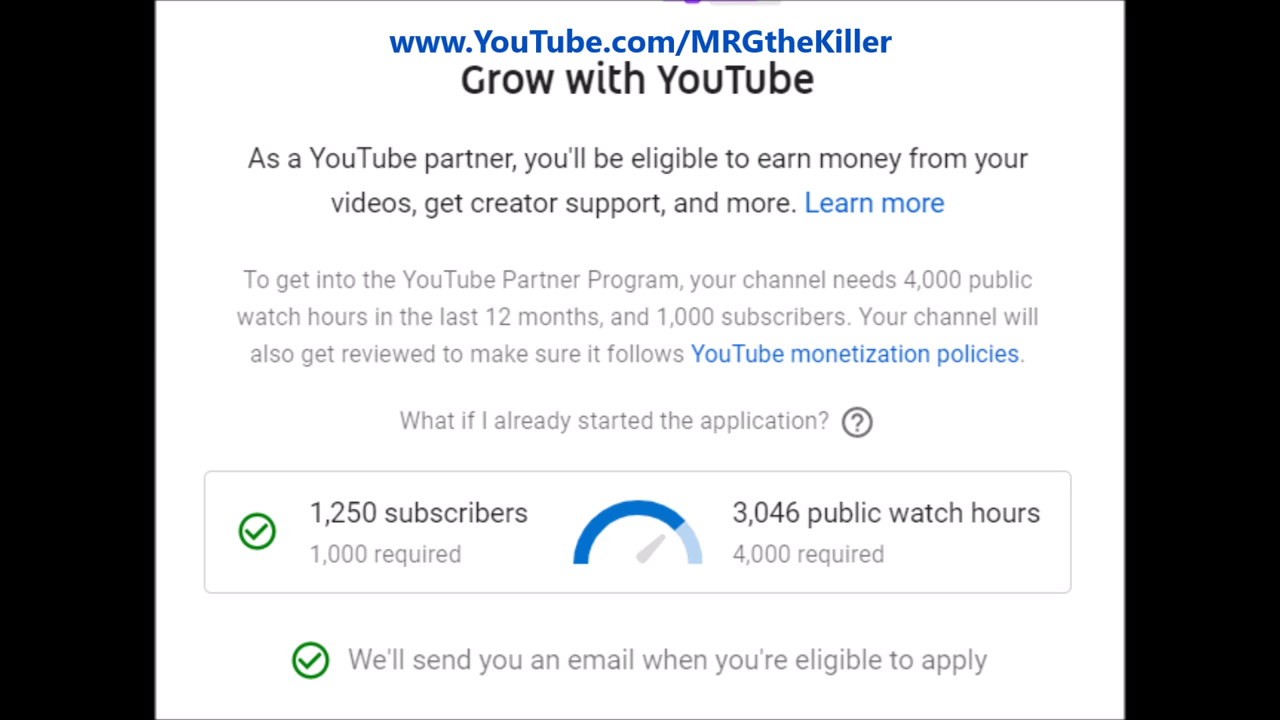 www.YouTube.com/MRGtheKiller
Grow with YouTube
As a YouTube partner, you'll be eligible to earn money from your
videos, get creator support, and more. Learn more
To get into the YouTube Partner Program, your channel needs 4,000 public
watch hours in the last 12 months, and 1,000 subscribers. Your channel will
also get reviewed to make sure it follows YouTube monetization policies.
What if I already started the application? ?
1,250 subscribers
1,000 required
3,046 public watch hours
4,000 required
We'll send you an email when you're eligible to apply